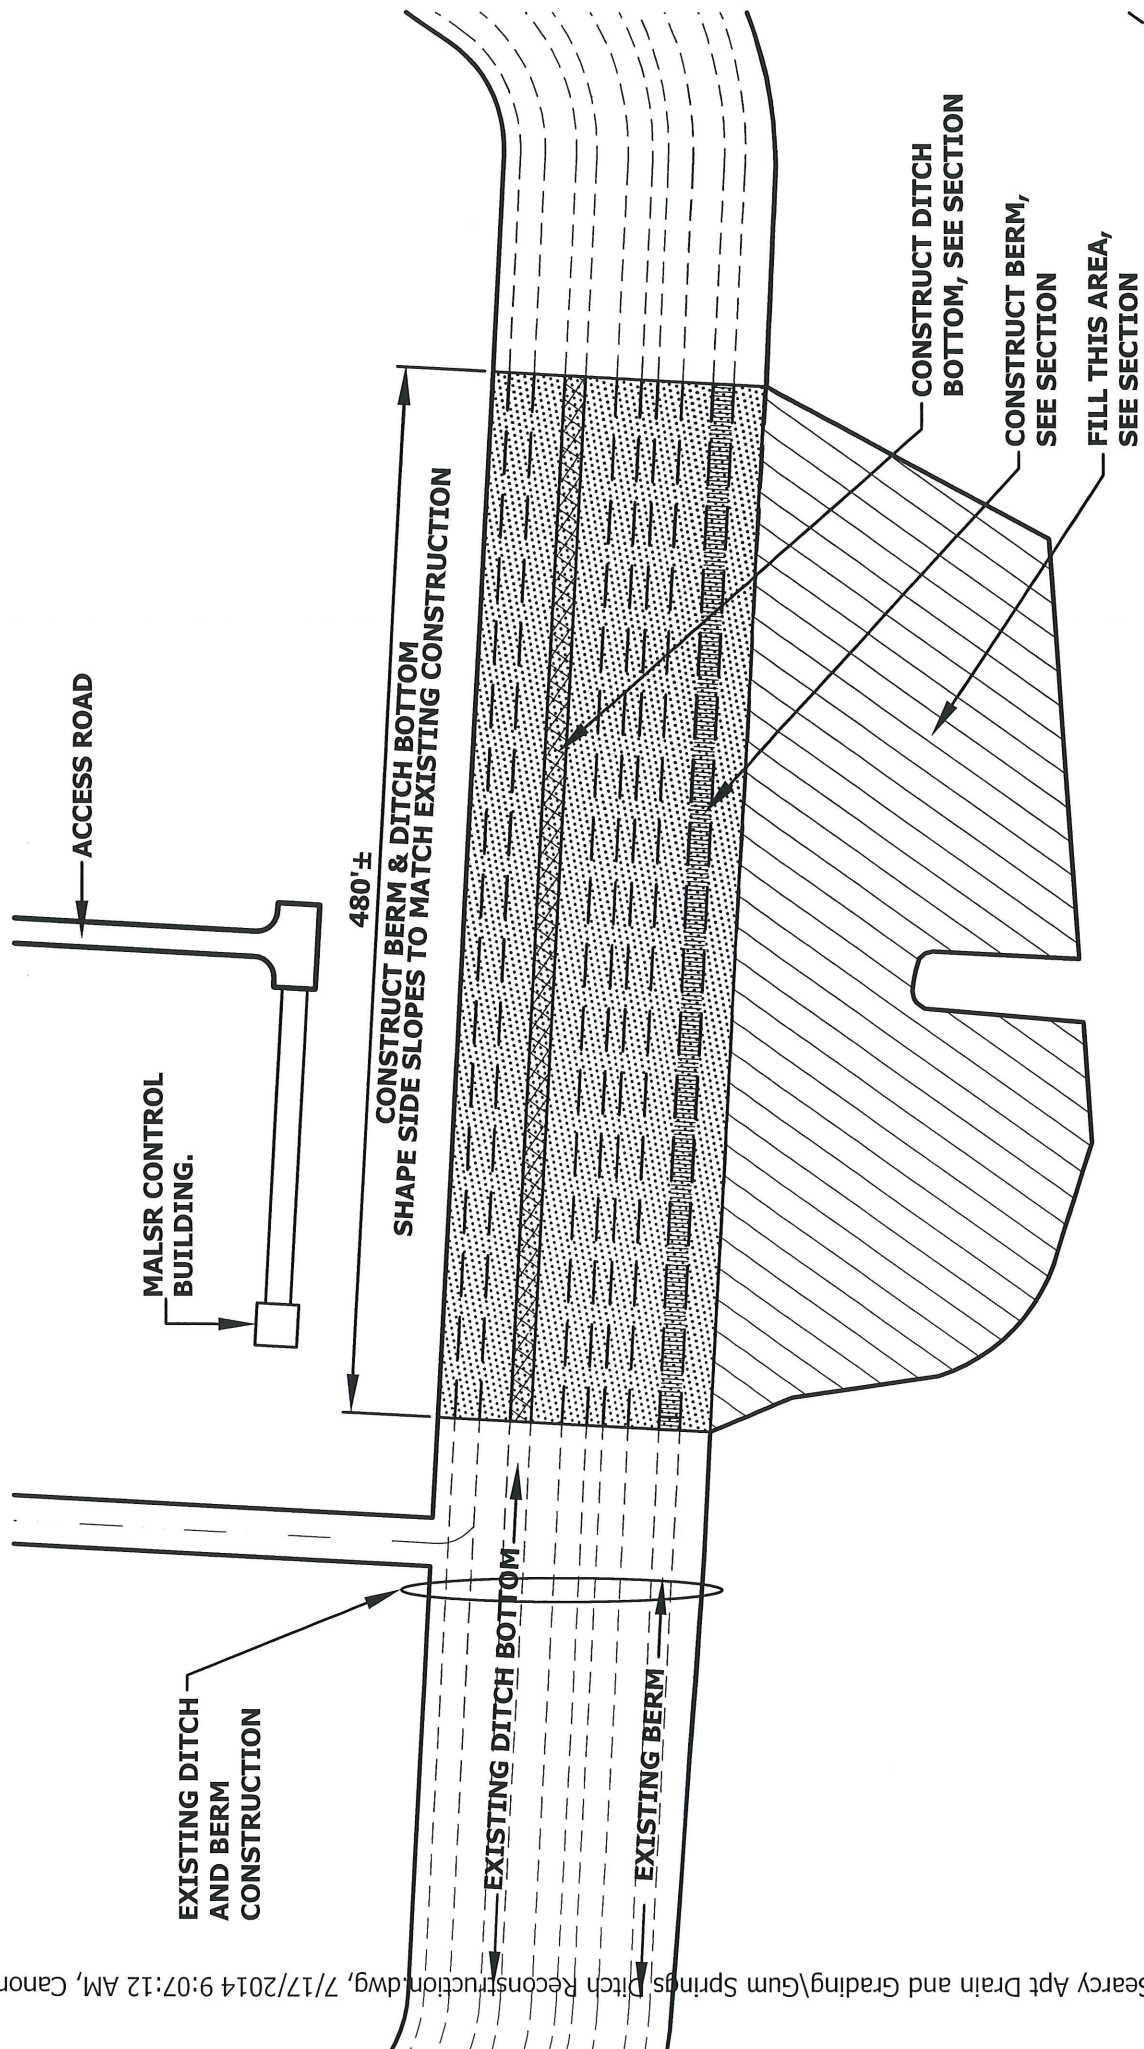 ACCESS ROAD
MALSR CONTROL
BUILDING.
EXISTING DITCH
AND BERM
CONSTRUCTION
480'±
CONSTRUCT BERM & DITCH BOTTOM
SHAPE SIDE SLOPES TO MATCH EXISTING CONSTRUCTION
EXISTING DITCH BOTTOM
EXISTING BERM
CONSTRUCT DITCH
BOTTOM, SEE SECTION
CONSTRUCT BERM,
SEE SECTION
FILL THIS AREA,
SEE SECTION
Searcy Apt Drain and Grading\Gum Springs Ditch Reconstruction.dwg, 7/17/2014 9:07:12 AM, Canon